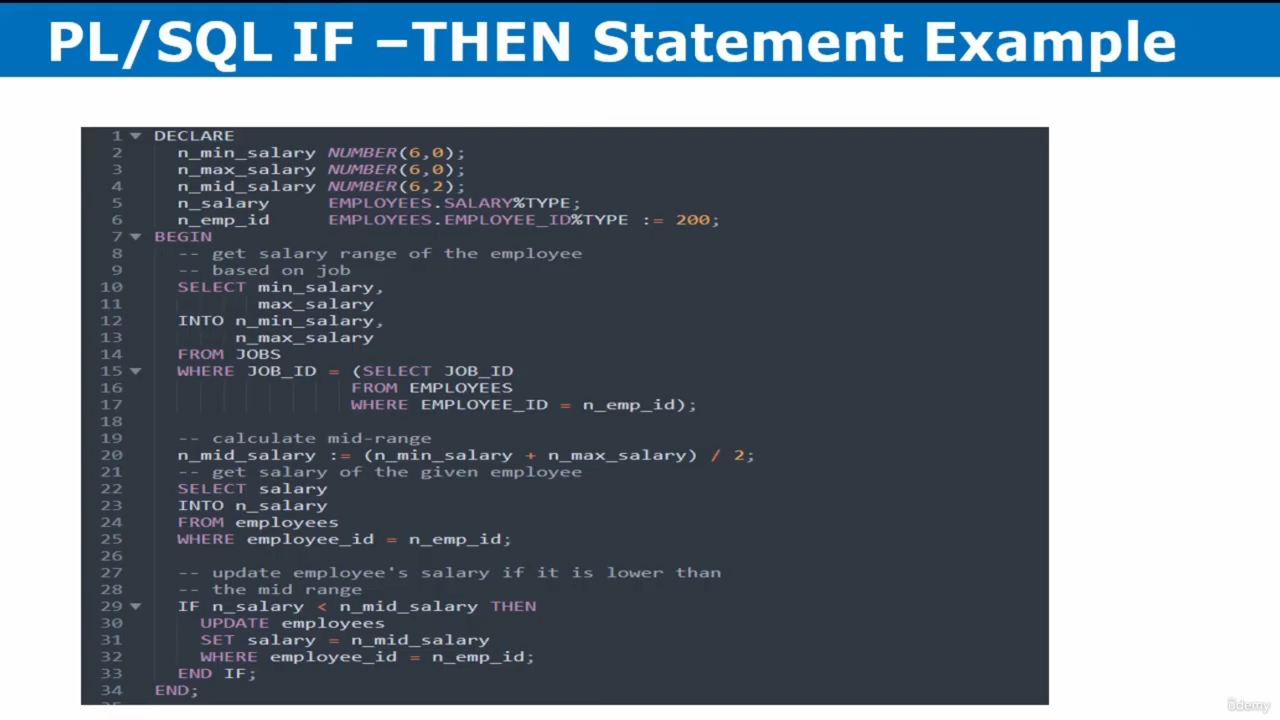 PL/SQL IF –THEN Statement Example
1 DECLARE
2 n_min_salary NUMBER(6,0);
3 n_max_salary NUMBER(6,0);
4 n_mid_salary NUMBER(6,2);
5 n_salary EMPLOYEES.SALARY%TYPE;
6 n_emp_id EMPLOYEES.EMPLOYEE_ID%TYPE := 200;
7 BEGIN
8 -- get salary range of the employee
9 -- based on job
10 SELECT min_salary,
11 max_salary
12 INTO n_min_salary,
13 n_max_salary
14 FROM JOBS
15 WHERE JOB_ID = (SELECT JOB_ID
16 FROM EMPLOYEES
17 WHERE EMPLOYEE_ID = n_emp_id);
18
19 -- calculate mid-range
20 n_mid_salary := (n_min_salary + n_max_salary) / 2;
21 -- get salary of the given employee
22 SELECT salary
23 INTO n_salary
24 FROM employees
25 WHERE employee_id = n_emp_id;
26
27 -- update employee's salary if it is lower than
28 -- the mid range
29 IF n_salary < n_mid_salary THEN
30 UPDATE employees
31 SET salary = n_mid_salary
32 WHERE employee_id = n_emp_id;
33 END IF;
34 END;
Udemy